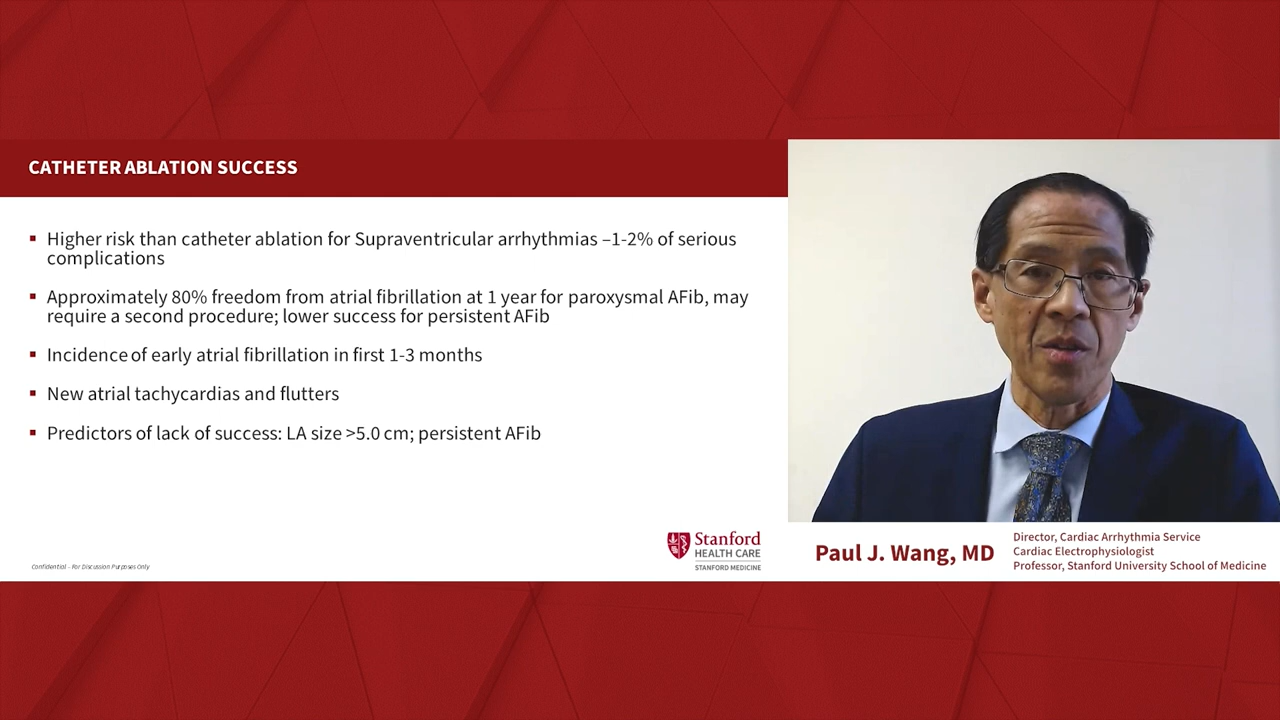 CATHETER ABLATION SUCCESS
▪ Higher risk than catheter ablation for Supraventricular arrhythmias –1-2% of serious
complications
▪ Approximately 80% freedom from atrial fibrillation at 1 year for paroxysmal AFib, may
require a second procedure; lower success for persistent AFib
▪ Incidence of early atrial fibrillation in first 1-3 months
▪ New atrial tachycardias and flutters
▪ Predictors of lack of success: LA size >5.0 cm; persistent AFib
Confidential - For Discussion Purposes Only
Stanford
HEALTH CARE
STANFORD MEDICINE
Paul J. Wang, MD
Director, Cardiac Arrhythmia Service
Cardiac Electrophysiologist
Professor, Stanford University School of Medicine